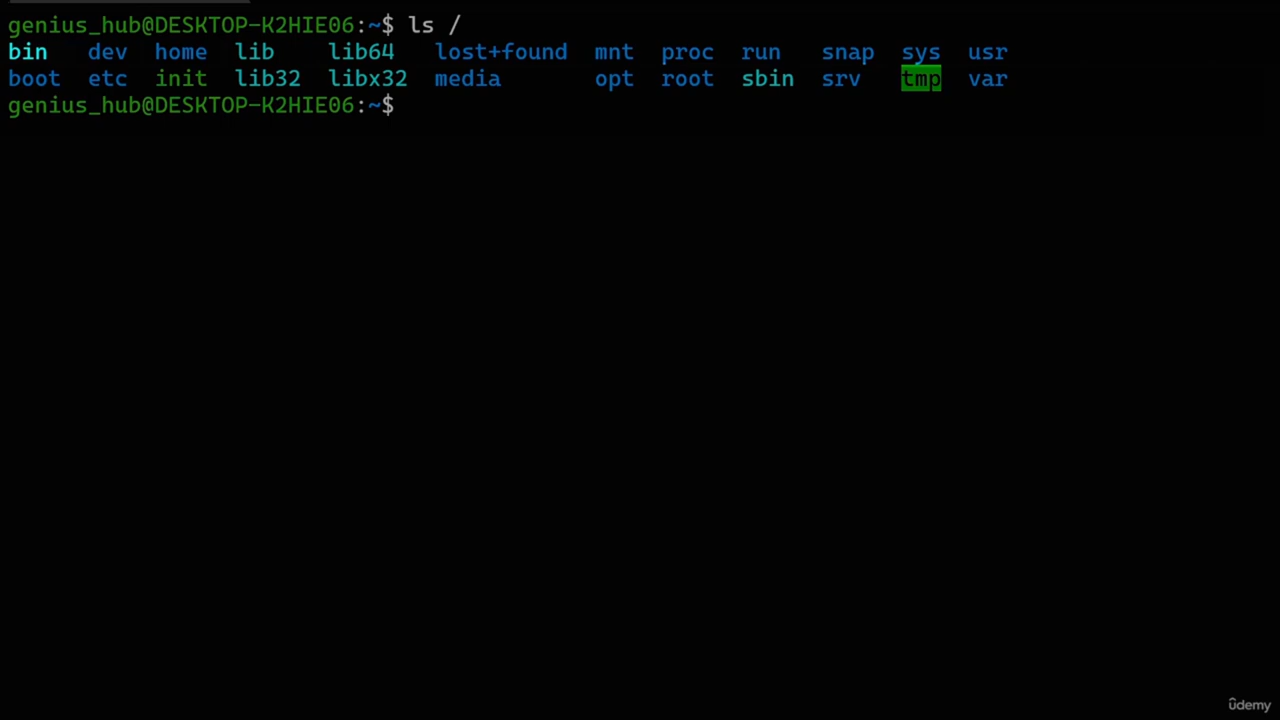 genius_hub@DESKTOP-K2HIE06:~$ ls /
bin   dev  home  lib    lib64   lost+found  mnt  proc  run   snap  sys  usr
boot  etc  init  lib32  libx32  media       opt  root  sbin  srv   tmp  var
genius_hub@DESKTOP-K2HIE06:~$
ûdemy